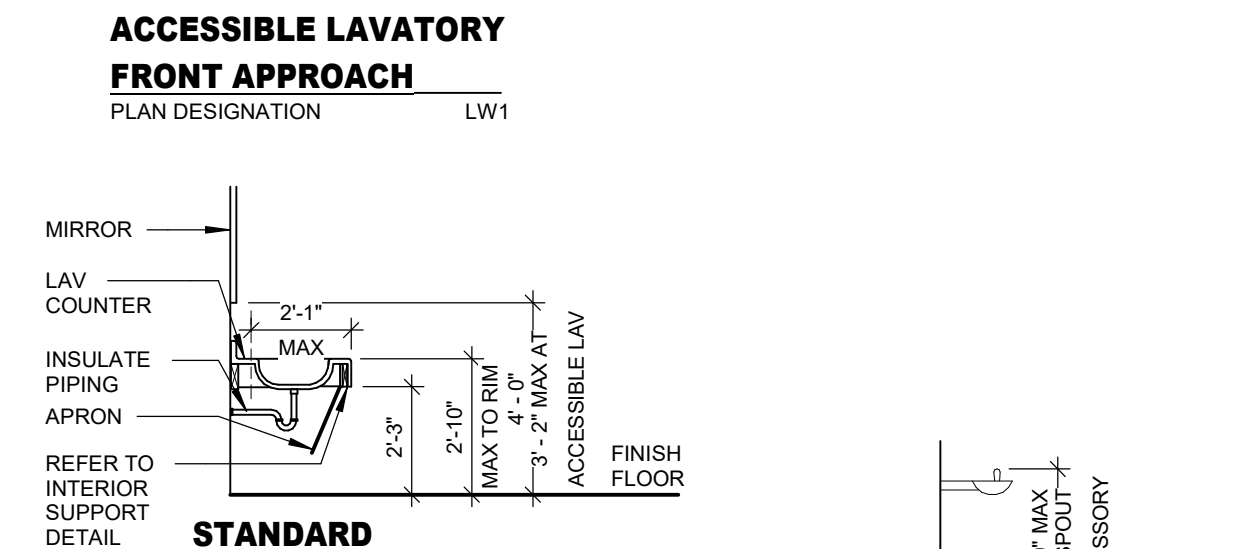 ACCESSIBLE LAVATORY
FRONT APPROACH
PLAN DESIGNATION LW1
MIRROR
LAV
COUNTER
INSULATE
PIPING
APRON
REFER TO
INTERIOR
SUPPORT
DETAIL
2'-1"
MAX
2'-3"
2'-10"
MAX TO RIM
4' - 0"
3' - 2" MAX AT
ACCESSIBLE LAV
FINISH
FLOOR
STANDARD
" MAX
SPOUT
SSORY